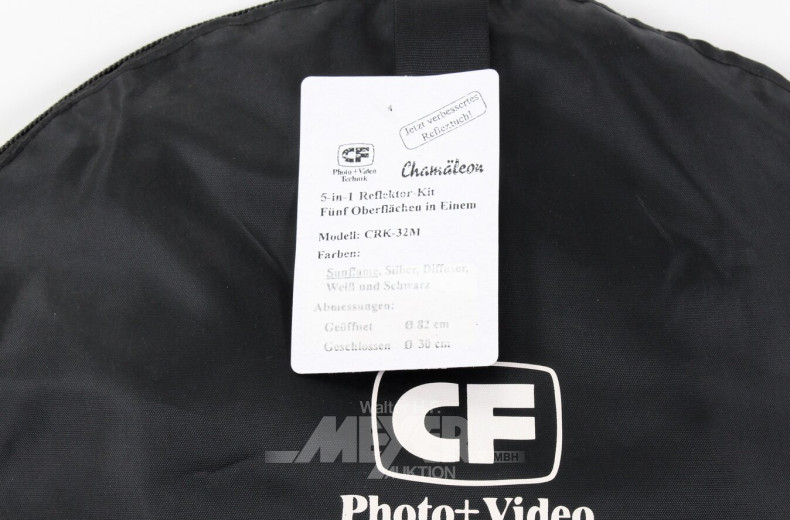 Jetzt verbessertes
Reflextuch!
CF
Photo+Video
Technik
Chamäleon
5-in-1 Reflektor-Kit
Fünf Oberflächen in Einem
Modell: CRK-32M
Farben:
Sunflame, Silber, Diffusor,
Weiß und Schwarz
Abmessungen:
Geöffnet Ø 82 cm
Geschlossen Ø 30 cm
CF
Walter H.F.
MEYER
GMBH
AUKTION
Photo+Video